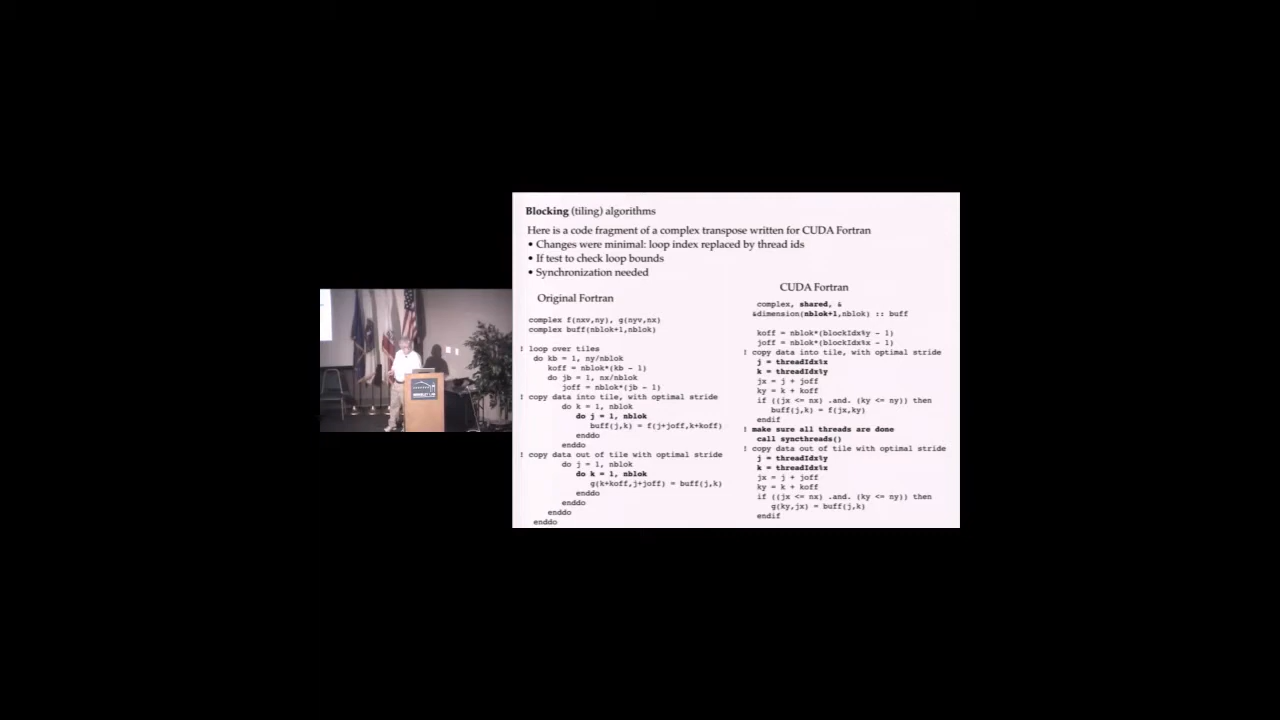 Blocking (tiling) algorithms
Here is a code fragment of a complex transpose written for CUDA Fortran
• Changes were minimal: loop index replaced by thread ids
• If test to check loop bounds
• Synchronization needed
Original Fortran
complex f(nxv,ny), g(nyv,nx)
complex buff(nblok+1,nblok)
! loop over tiles
do kb = 1, ny/nblok
koff = nblok*(kb - 1)
do jb = 1, nx/nblok
joff = nblok*(jb - 1)
! copy data into tile, with optimal stride
do k = 1, nblok
do j = 1, nblok
buff(j,k) = f(j+joff,k+koff)
enddo
enddo
! copy data out of tile with optimal stride
do j = 1, nblok
do k = 1, nblok
g(k+koff,j+joff) = buff(j,k)
enddo
enddo
enddo
enddo
CUDA Fortran
complex, shared, &
&dimension(nblok+1,nblok) :: buff
koff = nblok*(blockIdx%y - 1)
joff = nblok*(blockIdx%x - 1)
! copy data into tile, with optimal stride
j = threadIdx%x
k = threadIdx%y
jx = j + joff
ky = k + koff
if ((jx <= nx) .and. (ky <= ny)) then
buff(j,k) = f(jx,ky)
endif
! make sure all threads are done
call syncthreads()
! copy data out of tile with optimal stride
j = threadIdx%y
k = threadIdx%x
jx = j + joff
ky = k + koff
if ((jx <= nx) .and. (ky <= ny)) then
g(ky,jx) = buff(j,k)
endif